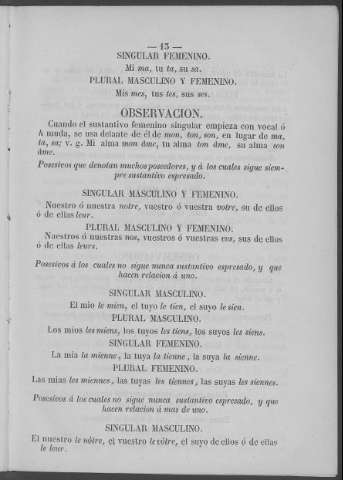 — 13 —
SINGULAR FEMENINO.
Mi ma, tu ta, su sa.
PLURAL MASCULINO Y FEMENINO.
Mis mes, tus tes, sus ses.
OBSERVACION.
Cuando el sustantivo femenino singular empieza con vocal ó
h muda, se usa delante de él de mon, ton, son, en lugar de ma,
ta, sa; v. g. Mi alma mon âme, tu alma ton âme, su alma son
âme.
Posesivos que denotan muchos poseedores, y á los cuales sigue siem-
pre sustantivo espresado.
SINGULAR MASCULINO Y FEMENINO.
Nuestro ó nuestra notre, vuestro ó vuestra votre, su de ellos
ó de ellas leur.
PLURAL MASCULINO Y FEMENINO.
Nuestros ó nuestras nos, vuestros ó vuestras vos, sus de ellos
ó de ellas leurs.
Posesivos á los cuales no sigue nunca sustantivo espresado, y que
hacen relacion á uno.
SINGULAR MASCULINO.
El mio le mien, el tuyo le tien, el suyo le sien.
PLURAL MASCULINO.
Los mios les miens, los tuyos les tiens, los suyos les siens.
SINGULAR FEMENINO.
La mia la mienne, la tuya la tienne, la suya la sienne.
PLURAL FEMENINO.
Las mias les miennes, las tuyas les tiennes, las suyas les siennes.
Posesivos á los cuales no sigue nunca sustantivo espresado, y que
hacen relacion á mas de uno.
SINGULAR MASCULINO.
El nuestro le nôtre, el vuestro le vôtre, el suyo de ellos ó de ellas
le leur.